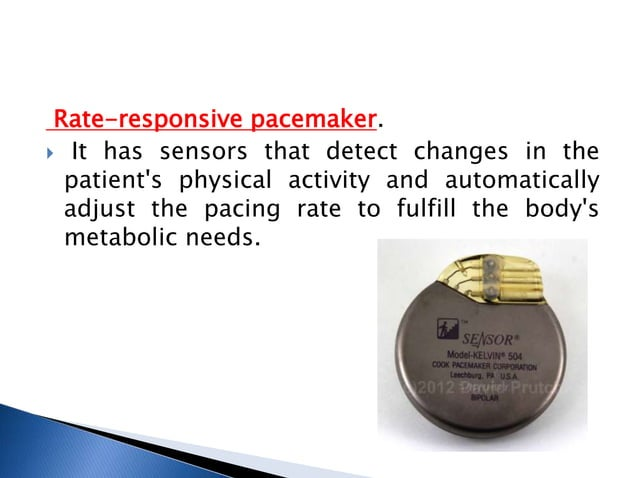 Rate-responsive pacemaker.
It has sensors that detect changes in the
patient's physical activity and automatically
adjust the pacing rate to fulfill the body's
metabolic needs.
™
SENSOR®
Model-KELVIN® 504
COOK PACEMAKER CORPORATION
Leechburg, PA U.S.A.
2012 David Prutc
BIPOLAR